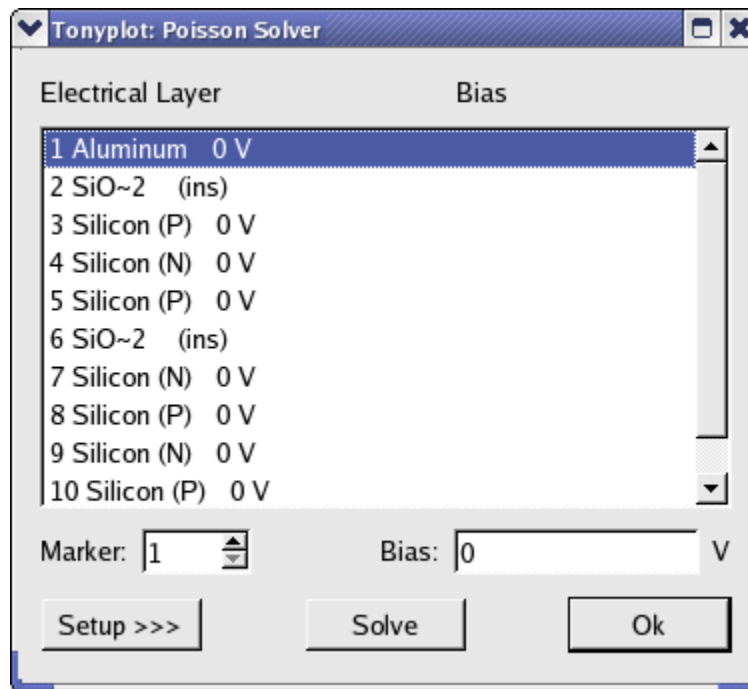 Tonyplot: Poisson Solver
Electrical Layer Bias
1 Aluminum 0 V
2 SiO~2 (ins)
3 Silicon (P) 0 V
4 Silicon (N) 0 V
5 Silicon (P) 0 V
6 SiO~2 (ins)
7 Silicon (N) 0 V
8 Silicon (P) 0 V
9 Silicon (N) 0 V
10 Silicon (P) 0 V
Marker: 1 Bias: 0 V
Setup >>> Solve Ok